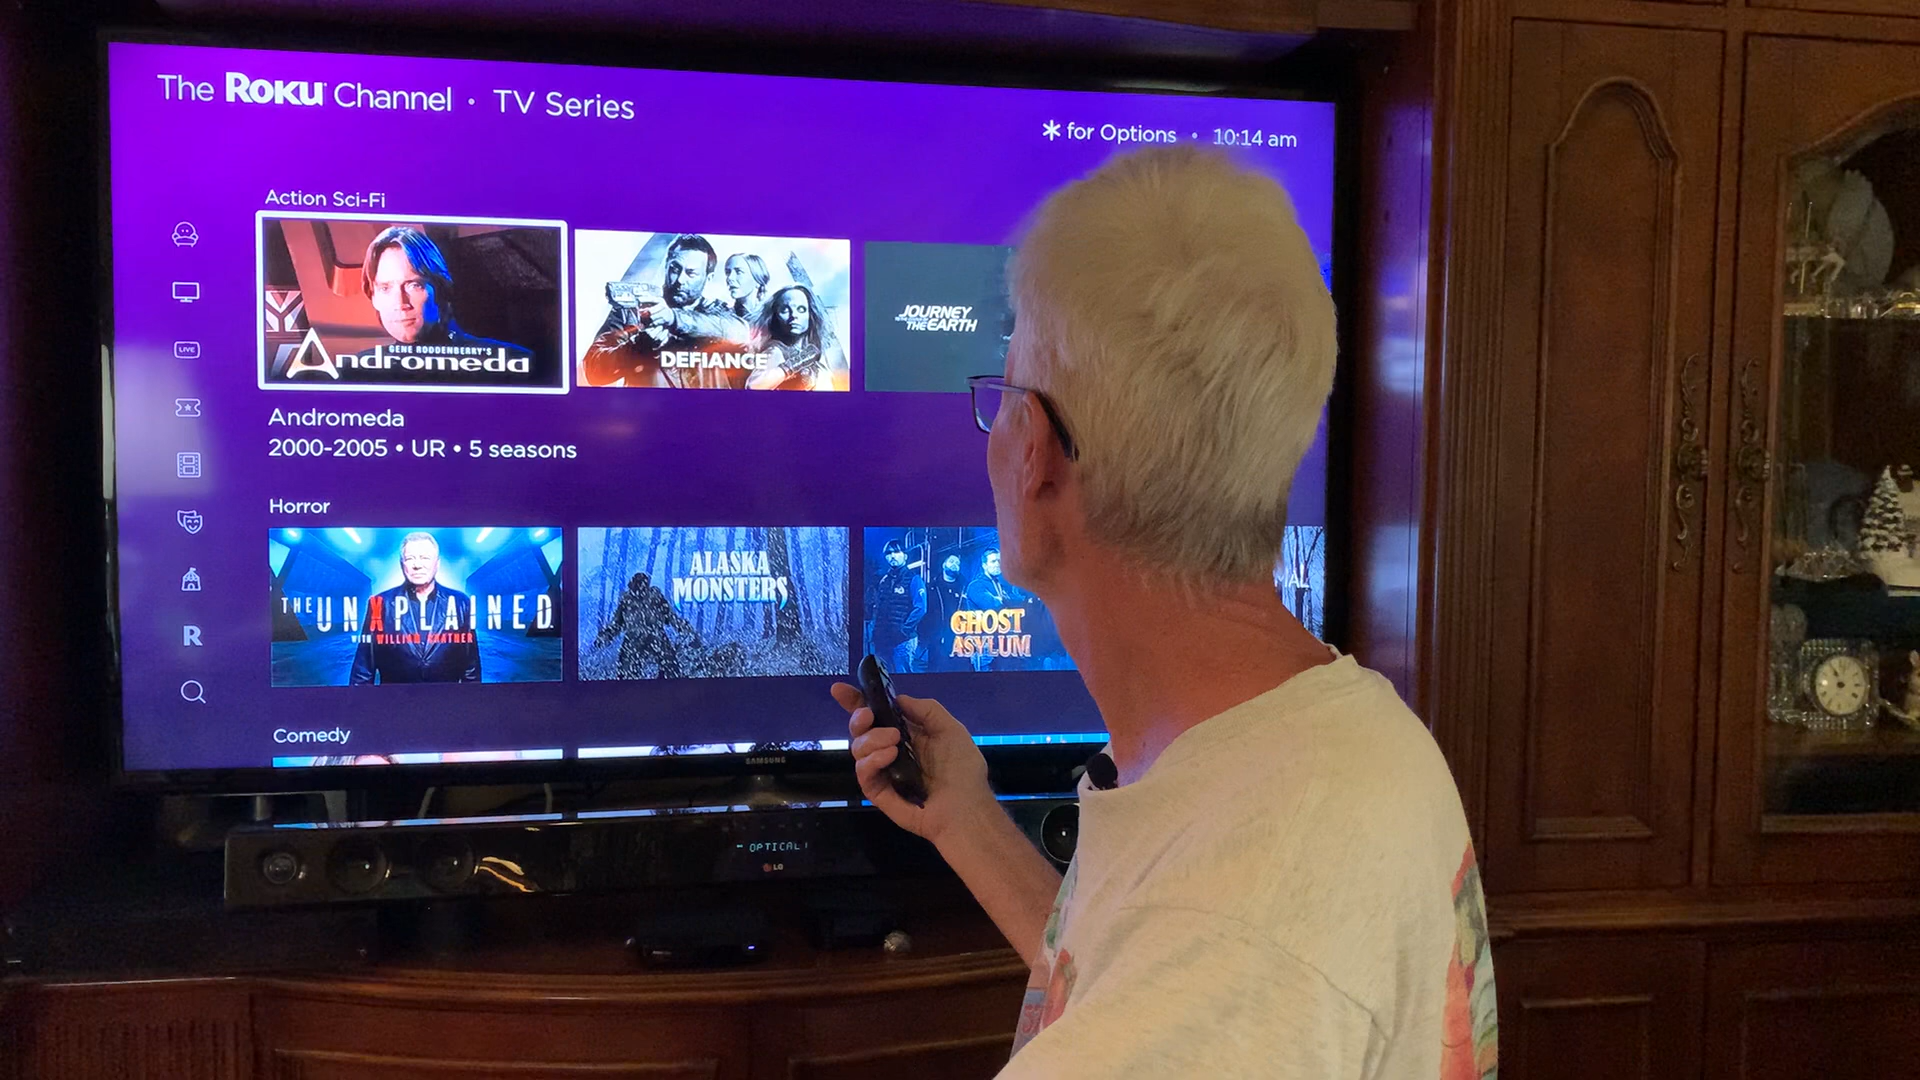 The Roku Channel • TV Series
* for Options • 10:14 am
Action Sci-Fi
GENE RODDENBERRY'S
Andromeda
DEFIANCE
JOURNEY
THE EARTH
Andromeda
2000-2005 • UR • 5 seasons
LIVE
Horror
THE UNXPLAINED
WITH WILLIAM SHATNER
ALASKA
MONSTERS
GHOST
ASYLUM
R
Comedy
SAMSUNG
OPTICAL
LG